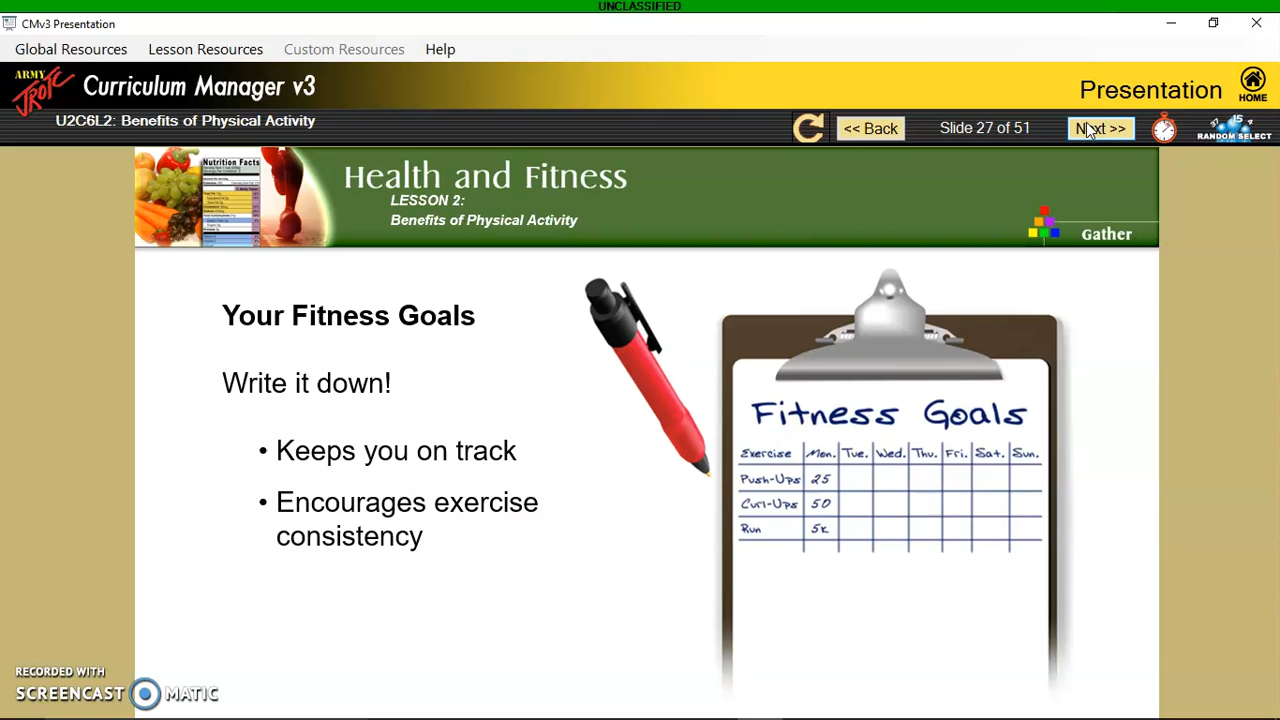 UNCLASSIFIED
CMv3 Presentation
Global Resources Lesson Resources Custom Resources Help
ARMY JROTC Curriculum Manager v3 Presentation HOME
U2C6L2: Benefits of Physical Activity << Back Slide 27 of 51 Next >> 37 15 4 RANDOM SELECT
Nutrition Facts
Health and Fitness
LESSON 2:
Benefits of Physical Activity
Gather
Your Fitness Goals
Write it down!
• Keeps you on track
• Encourages exercise
consistency
Fitness Goals
Exercise Mon. Tue. Wed. Thu. Fri. Sat. Sun.
Push-Ups 25
Curl-Ups 50
Run 5k
RECORDED WITH
SCREENCAST MATIC